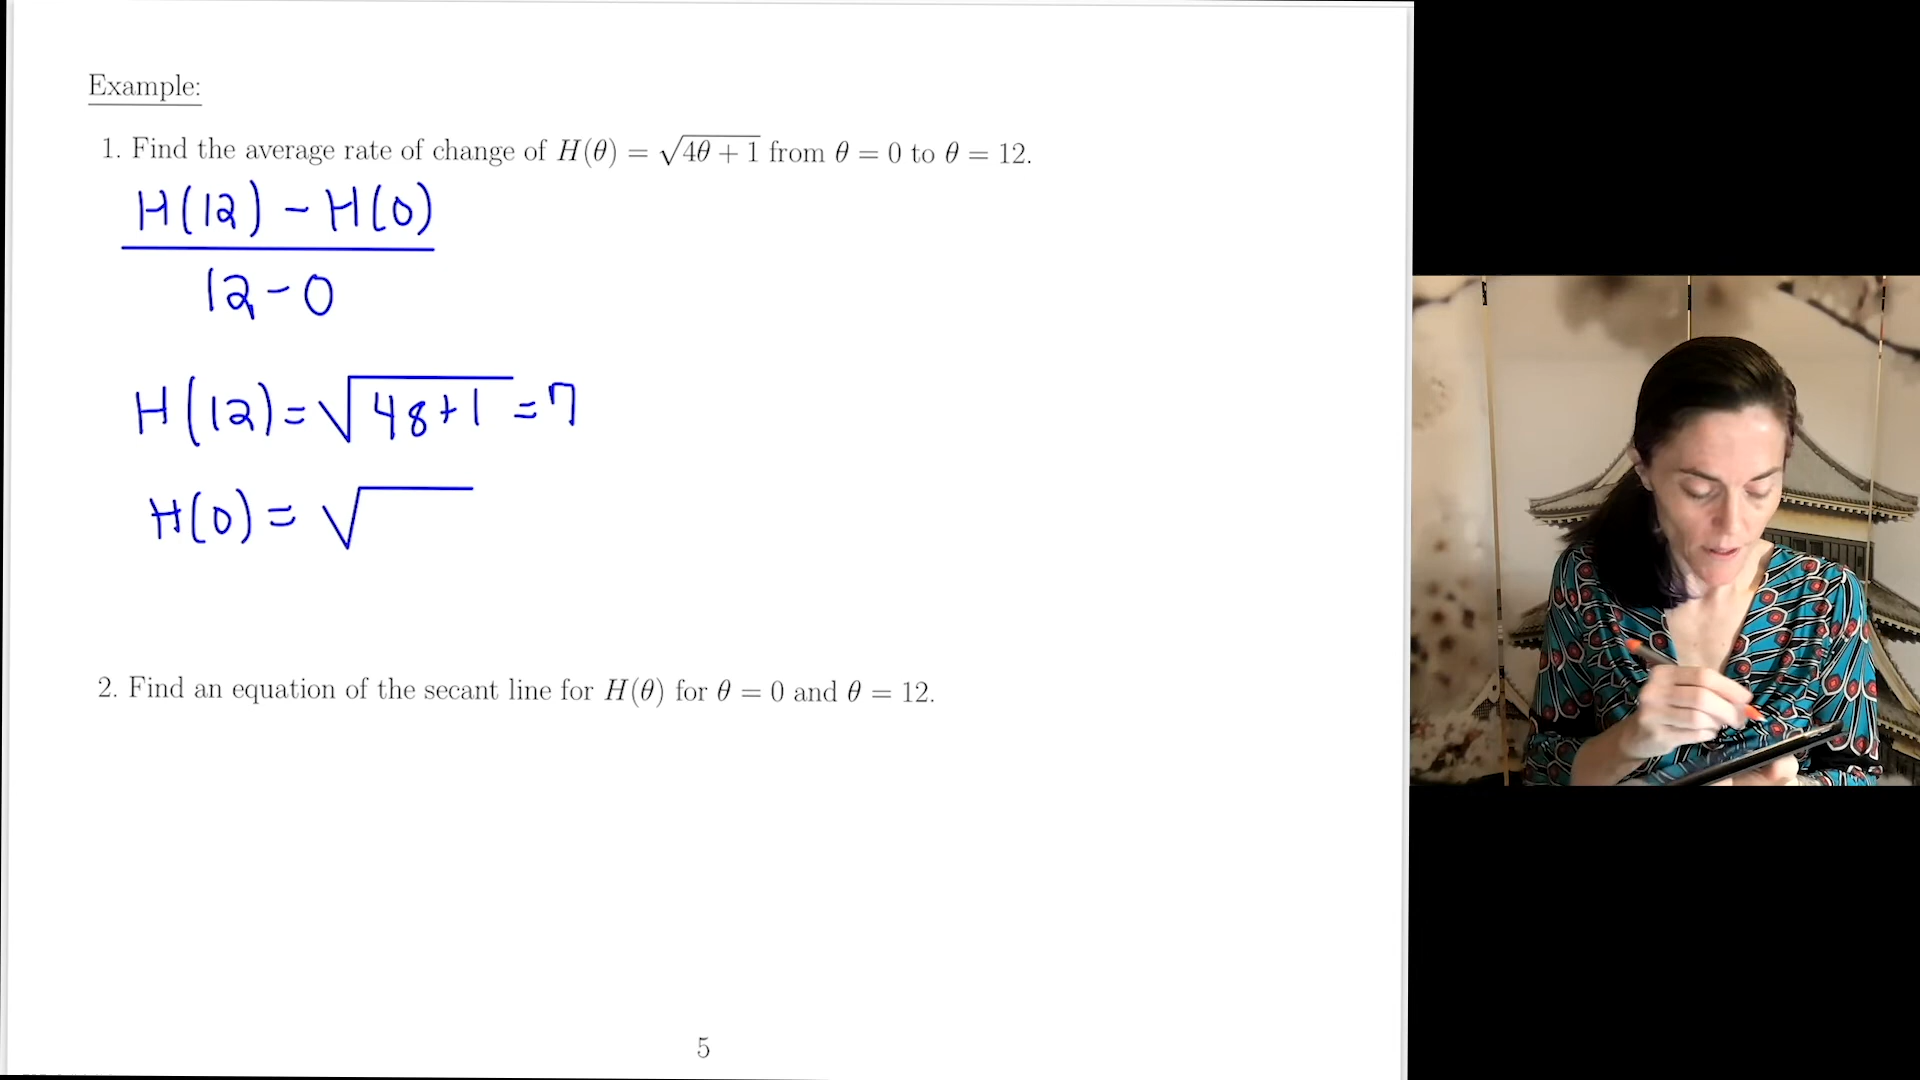 Example:
1. Find the average rate of change of H(θ) = √(4θ + 1) from θ = 0 to θ = 12.
H(12) - H(0)
12 - 0
H(12) = √(48+1) = 7
H(0) = √
2. Find an equation of the secant line for H(θ) for θ = 0 and θ = 12.
5